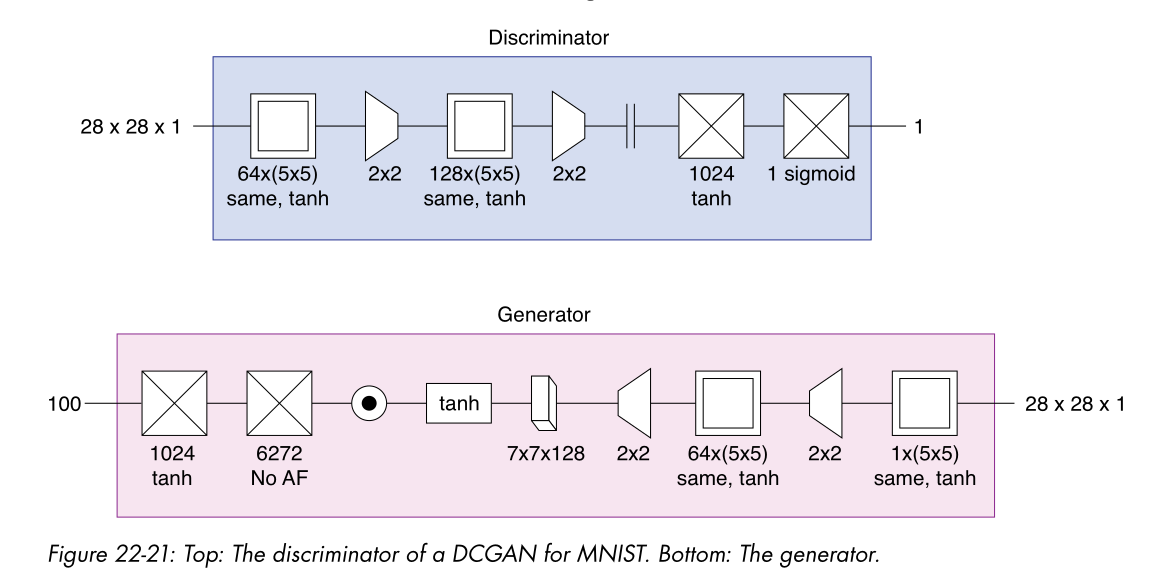 Discriminator
28 x 28 x 1
1
64x(5x5)
same, tanh
2x2
128x(5x5)
same, tanh
2x2
1024
tanh
1 sigmoid
Generator
100
tanh
28 x 28 x 1
1024
tanh
6272
No AF
7x7x128
2x2
64x(5x5)
same, tanh
2x2
1x(5x5)
same, tanh
Figure 22-21: Top: The discriminator of a DCGAN for MNIST. Bottom: The generator.